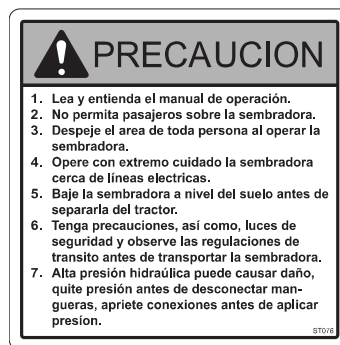 PRECAUCION
1. Lea y entienda el manual de operación.
2. No permita pasajeros sobre la sembradora.
3. Despeje el area de toda persona al operar la
sembradora.
4. Opere con extremo cuidado la sembradora
cerca de líneas electricas.
5. Baje la sembradora a nivel del suelo antes de
separarla del tractor.
6. Tenga precauciones, así como, luces de
seguridad y observe las regulaciones de
transito antes de transportar la sembradora.
7. Alta presión hidraúlica puede causar daño,
quite presión antes de desconectar man-
gueras, apriete conexiones antes de aplicar
presíon.
ST076